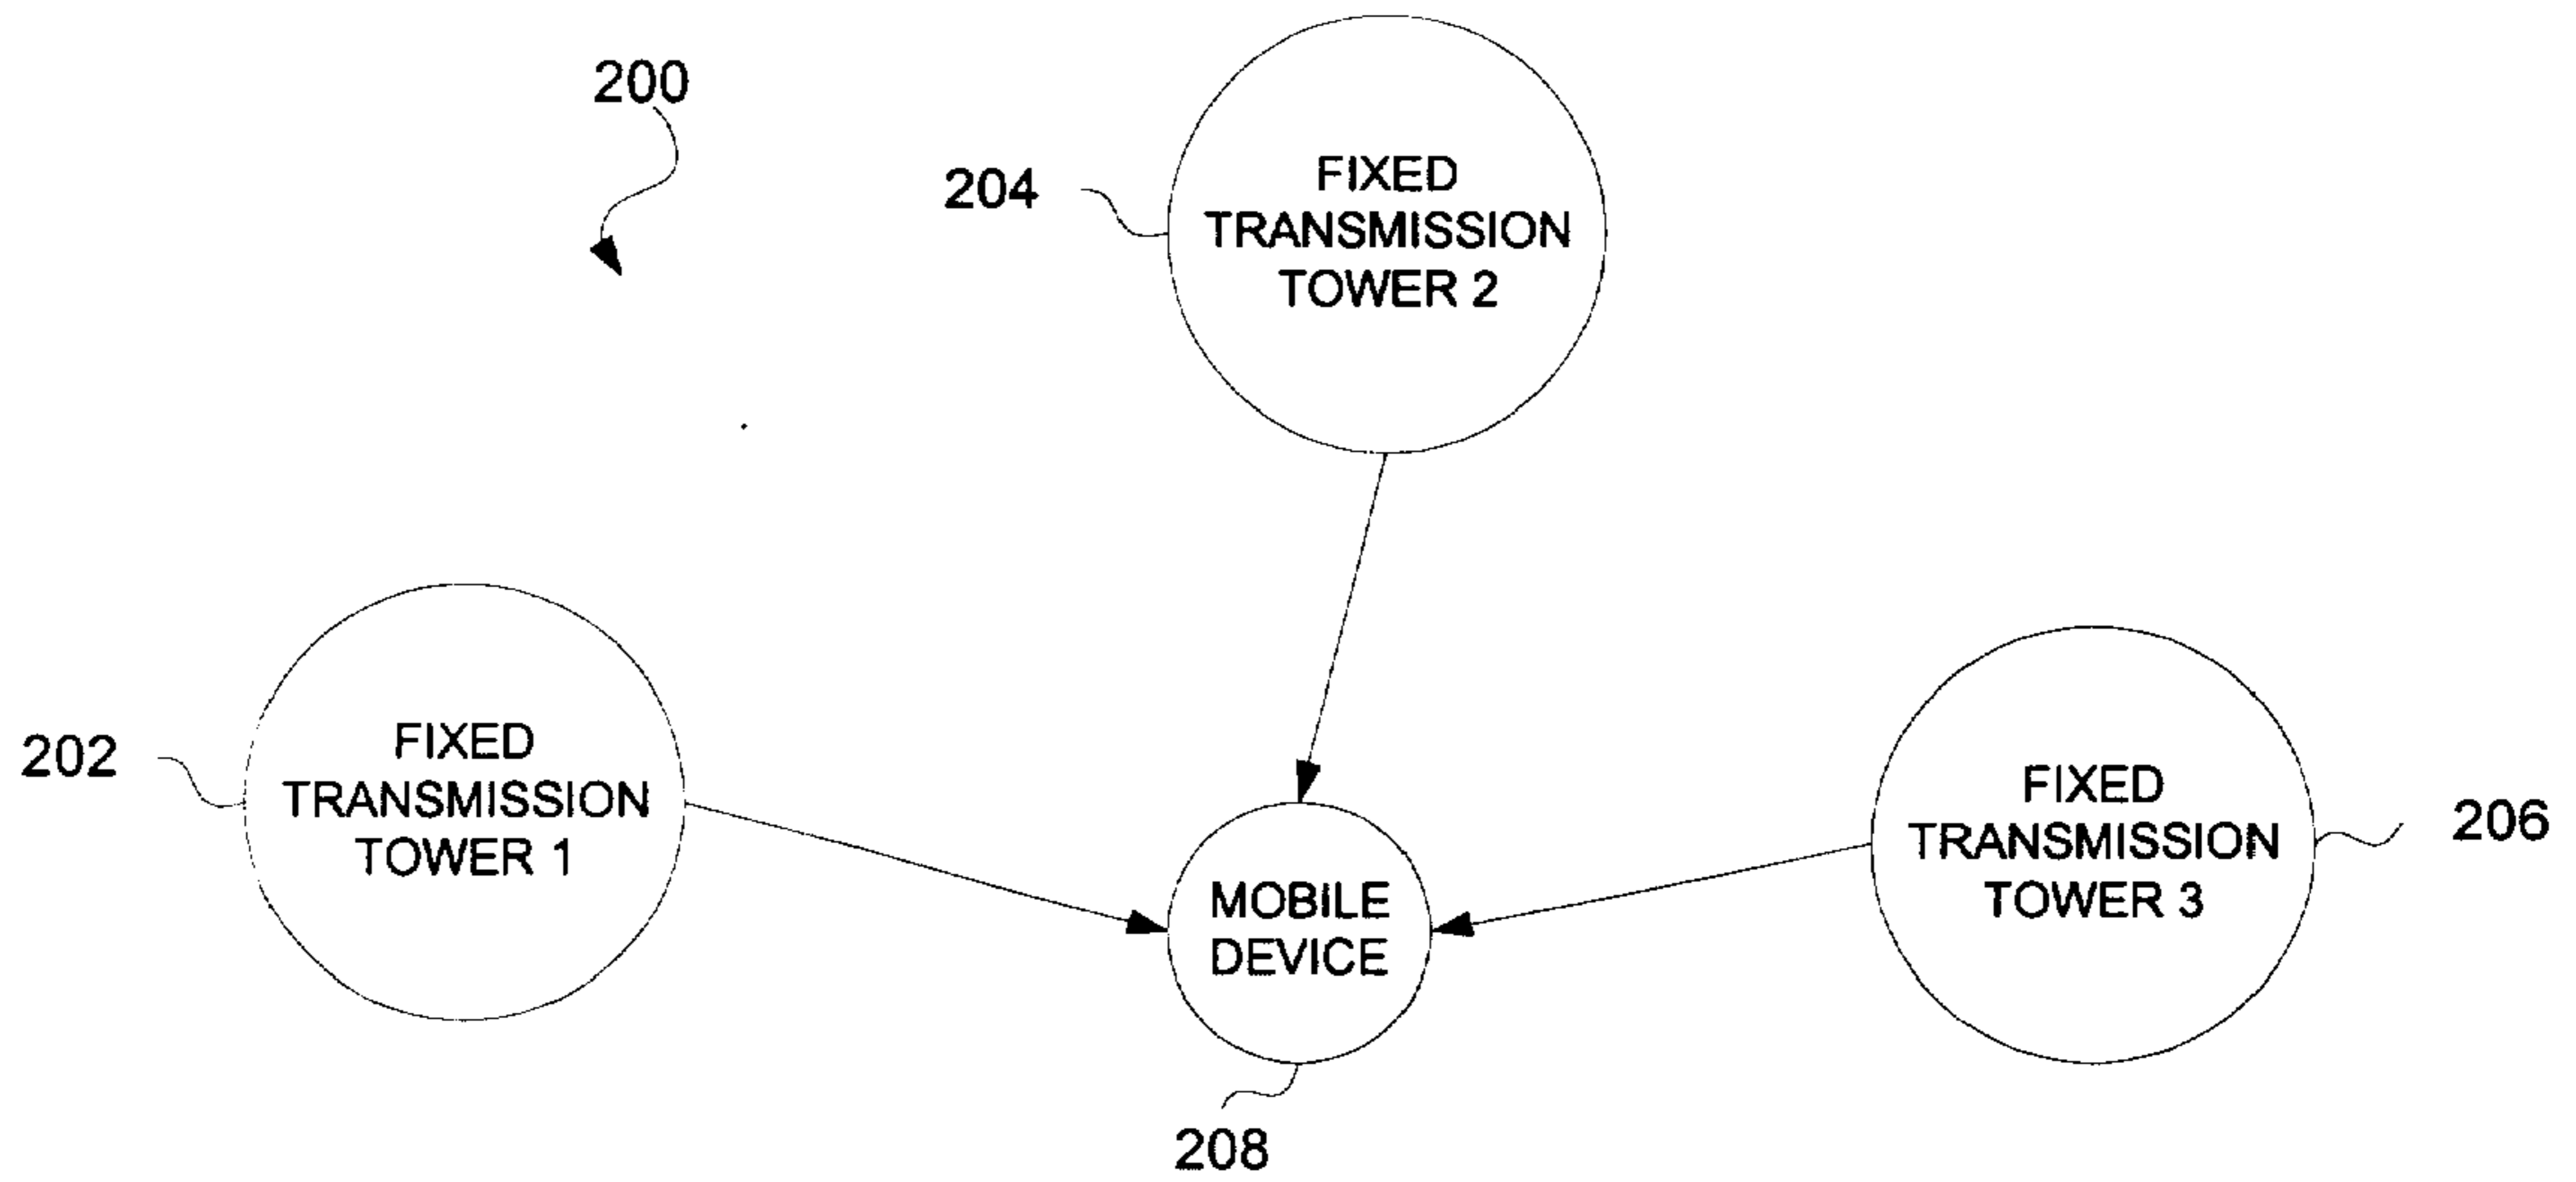 200
204
FIXED
TRANSMISSION
TOWER 2
202
FIXED
TRANSMISSION
TOWER 1
FIXED
TRANSMISSION
TOWER 3
206
MOBILE
DEVICE
208